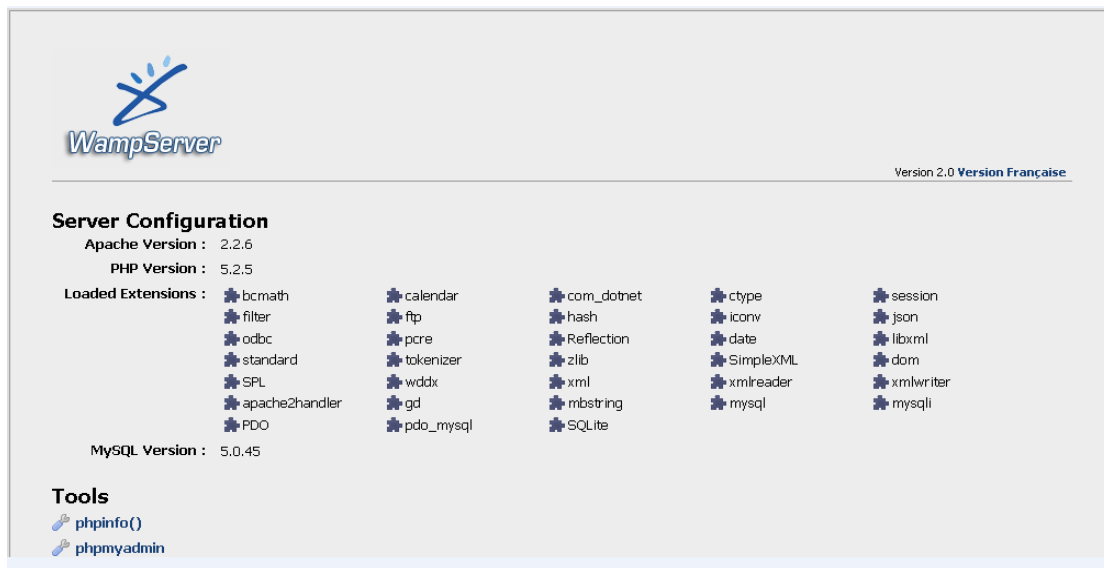 WampServer
Version 2.0 Version Française
Server Configuration
Apache Version : 2.2.6
PHP Version : 5.2.5
Loaded Extensions : bcmath calendar com_dotnet ctype session
filter ftp hash iconv json
odbc pcre Reflection date libxml
standard tokenizer zlib SimpleXML dom
SPL wddx xml xmlreader xmlwriter
apache2handler gd mbstring mysql mysqli
PDO pdo_mysql SQLite
MySQL Version : 5.0.45
Tools
phpinfo()
phpmyadmin